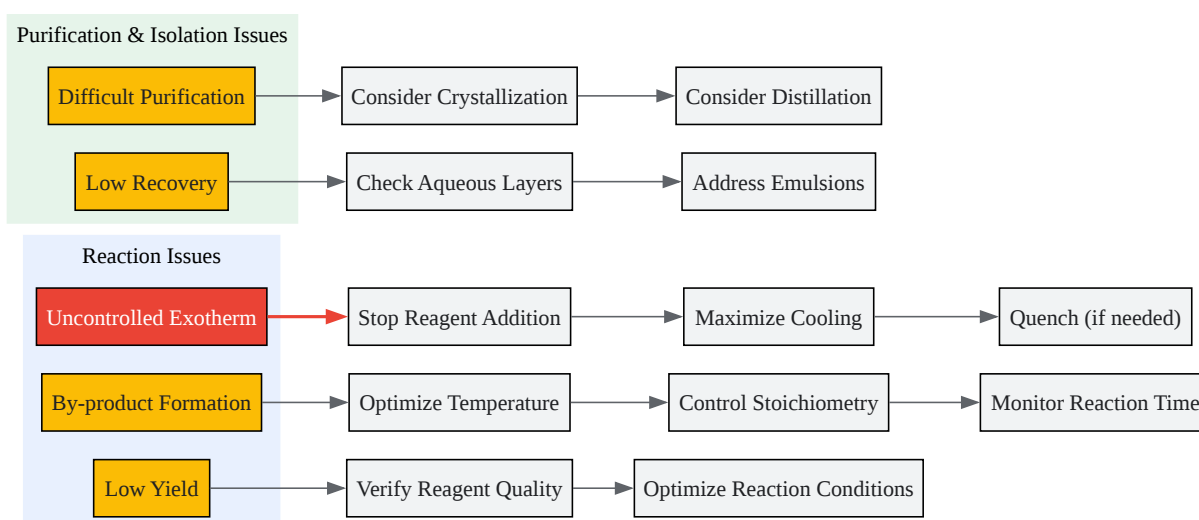 Purification & Isolation Issues
Difficult Purification
Consider Crystallization
Consider Distillation
Low Recovery
Check Aqueous Layers
Address Emulsions
Reaction Issues
Uncontrolled Exotherm
Stop Reagent Addition
Maximize Cooling
Quench (if needed)
By-product Formation
Optimize Temperature
Control Stoichiometry
Monitor Reaction Time
Low Yield
Verify Reagent Quality
Optimize Reaction Conditions